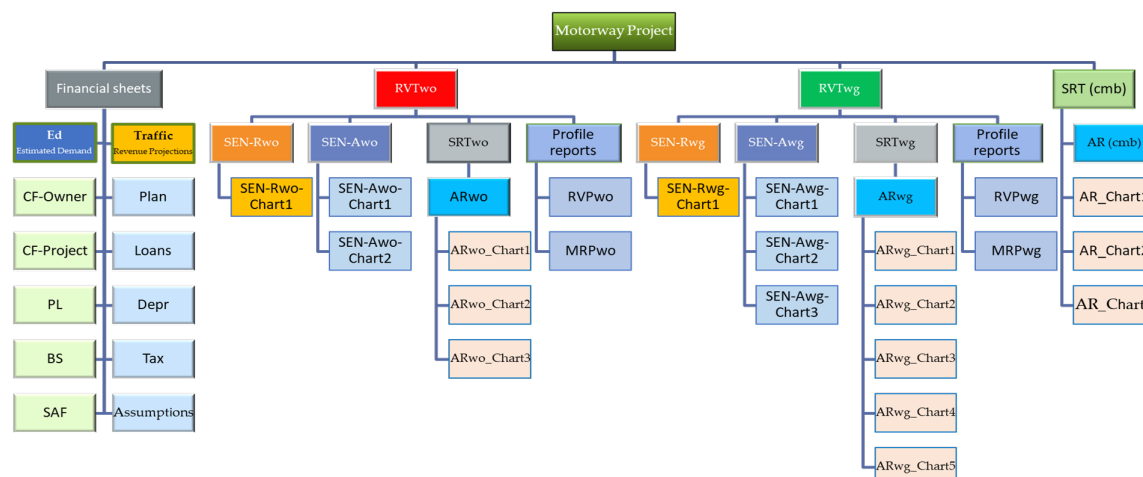 Motorway Project
Financial sheets
RVTwo
RVTwg
SRT (cmb)
Ed
Estimated Demand
Traffic
Revenue Projections
SEN-Rwo
SEN-Awo
SRTwo
Profile
reports
SEN-Rwg
SEN-Awg
SRTwg
Profile
reports
AR (cmb)
CF-Owner
Plan
SEN-Rwo-
Chart1
SEN-Awo-
Chart1
ARwo
RVPwo
SEN-Rwg-
Chart1
SEN-Awg-
Chart1
ARwg
RVPwg
AR_Chart1
CF-Project
Loans
SEN-Awo-
Chart2
ARwo_Chart1
MRPwo
SEN-Awg-
Chart2
ARwg_Chart1
MRPwg
AR_Chart2
PL
Depr
ARwo_Chart2
SEN-Awg-
Chart3
ARwg_Chart2
AR_Chart
BS
Tax
ARwo_Chart3
ARwg_Chart3
SAF
Assumptions
ARwg_Chart4
ARwg_Chart5